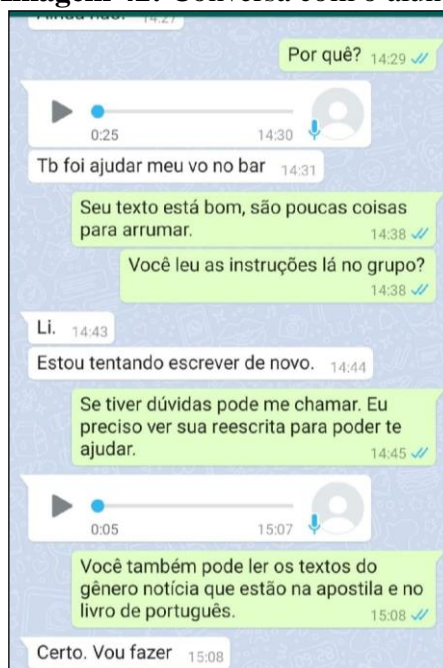 Por quê? 14:29
0:25 14:30
Tb foi ajudar meu vo no bar 14:31
Seu texto está bom, são poucas coisas
para arrumar. 14:38
Você leu as instruções lá no grupo?
14:38
Li. 14:43
Estou tentando escrever de novo. 14:44
Se tiver dúvidas pode me chamar. Eu
preciso ver sua reescrita para poder te
ajudar. 14:45
0:05 15:07
Você também pode ler os textos do
gênero notícia que estão na apostila e no
livro de português. 15:08
Certo. Vou fazer 15:08